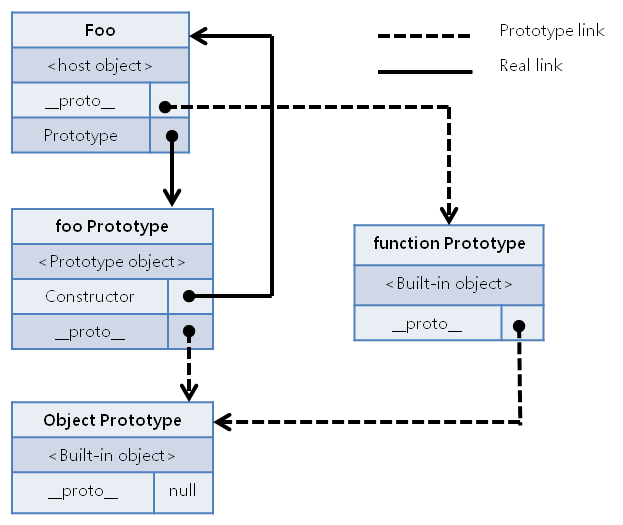 Foo
<host object>
__proto__
Prototype
Prototype link
Real link
foo Prototype
<Prototype object>
Constructor
__proto__
function Prototype
<Built-in object>
__proto__
Object Prototype
<Built-in object>
__proto__ null